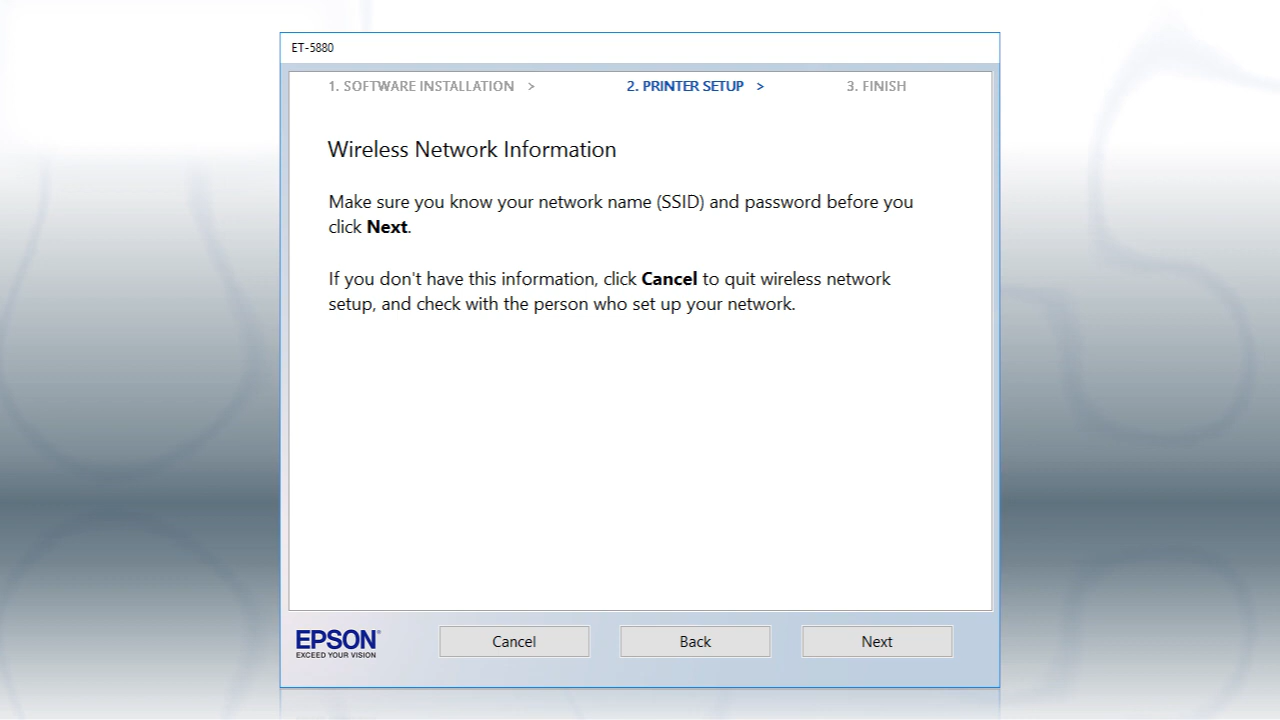 ET-5880
1. SOFTWARE INSTALLATION > 2. PRINTER SETUP > 3. FINISH
Wireless Network Information
Make sure you know your network name (SSID) and password before you
click Next.
If you don't have this information, click Cancel to quit wireless network
setup, and check with the person who set up your network.
EPSON®
EXCEED YOUR VISION
Cancel Back Next